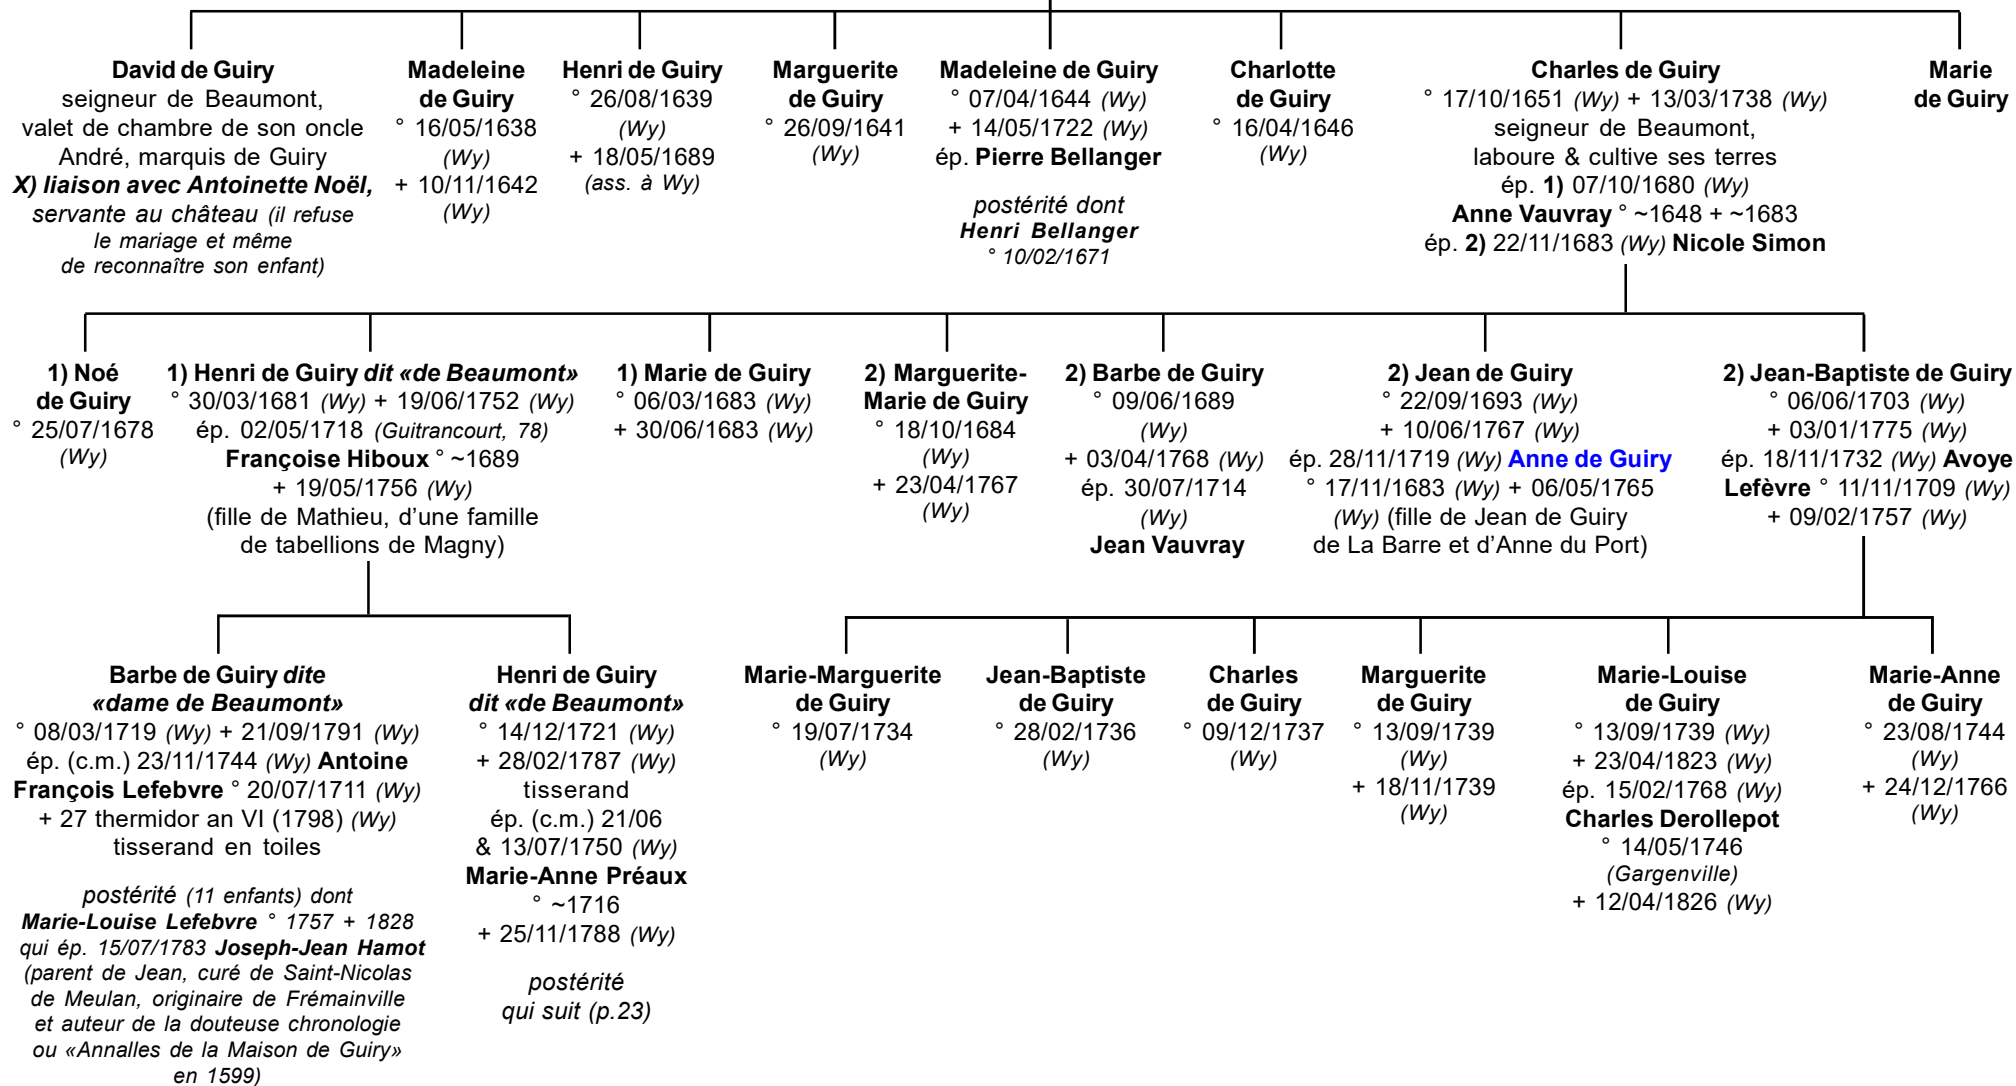 David de Guiry
seigneur de Beaumont,
valet de chambre de son oncle
André, marquis de Guiry
X) liaison avec Antoinette Noël,
servante au château (il refuse
le mariage et même
de reconnaître son enfant)
Madeleine
de Guiry
° 16/05/1638
(Wy)
+ 10/11/1642
(Wy)
Henri de Guiry
° 26/08/1639
(Wy)
+ 18/05/1689
(ass. à Wy)
Marguerite
de Guiry
° 26/09/1641
(Wy)
Madeleine de Guiry
° 07/04/1644 (Wy)
+ 14/05/1722 (Wy)
ép. Pierre Bellanger
postérité dont
Henri Bellanger
° 10/02/1671
Charlotte
de Guiry
° 16/04/1646
(Wy)
Charles de Guiry
° 17/10/1651 (Wy) + 13/03/1738 (Wy)
seigneur de Beaumont,
laboure & cultive ses terres
ép. 1) 07/10/1680 (Wy)
Anne Vauvray ° ~1648 + ~1683
ép. 2) 22/11/1683 (Wy) Nicole Simon
Marie
de Guiry
1) Noé
de Guiry
° 25/07/1678
(Wy)
1) Henri de Guiry dit «de Beaumont»
° 30/03/1681 (Wy) + 19/06/1752 (Wy)
ép. 02/05/1718 (Guitrancourt, 78)
Françoise Hiboux ° ~1689
+ 19/05/1756 (Wy)
(fille de Mathieu, d'une famille
de tabellions de Magny)
1) Marie de Guiry
° 06/03/1683 (Wy)
+ 30/06/1683 (Wy)
2) Marguerite-
Marie de Guiry
° 18/10/1684
(Wy)
+ 23/04/1767
(Wy)
2) Barbe de Guiry
° 09/06/1689
(Wy)
+ 03/04/1768 (Wy)
ép. 30/07/1714
(Wy)
Jean Vauvray
2) Jean de Guiry
° 22/09/1693 (Wy)
+ 10/06/1767 (Wy)
ép. 28/11/1719 (Wy) Anne de Guiry
° 17/11/1683 (Wy) + 06/05/1765
(Wy) (fille de Jean de Guiry
de La Barre et d'Anne du Port)
2) Jean-Baptiste de Guiry
° 06/06/1703 (Wy)
+ 03/01/1775 (Wy)
ép. 18/11/1732 (Wy) Avoye
Lefèvre ° 11/11/1709 (Wy)
+ 09/02/1757 (Wy)
Barbe de Guiry dite
«dame de Beaumont»
° 08/03/1719 (Wy) + 21/09/1791 (Wy)
ép. (c.m.) 23/11/1744 (Wy) Antoine
François Lefebvre ° 20/07/1711 (Wy)
+ 27 thermidor an VI (1798) (Wy)
tisserand en toiles
postérité (11 enfants) dont
Marie-Louise Lefebvre ° 1757 + 1828
qui ép. 15/07/1783 Joseph-Jean Hamot
(parent de Jean, curé de Saint-Nicolas
de Meulan, originaire de Frémainville
et auteur de la douteuse chronologie
ou «Annalles de la Maison de Guiry»
en 1599)
Henri de Guiry
dit «de Beaumont»
° 14/12/1721 (Wy)
+ 28/02/1787 (Wy)
tisserand
ép. (c.m.) 21/06
& 13/07/1750 (Wy)
Marie-Anne Préaux
° ~1716
+ 25/11/1788 (Wy)
postérité
qui suit (p.23)
Marie-Marguerite
de Guiry
° 19/07/1734
(Wy)
Jean-Baptiste
de Guiry
° 28/02/1736
(Wy)
Charles
de Guiry
° 09/12/1737
(Wy)
Marguerite
de Guiry
° 13/09/1739
(Wy)
+ 18/11/1739
(Wy)
Marie-Louise
de Guiry
° 13/09/1739 (Wy)
+ 23/04/1823 (Wy)
ép. 15/02/1768 (Wy)
Charles Derollepot
° 14/05/1746
(Gargenville)
+ 12/04/1826 (Wy)
Marie-Anne
de Guiry
° 23/08/1744
(Wy)
+ 24/12/1766
(Wy)